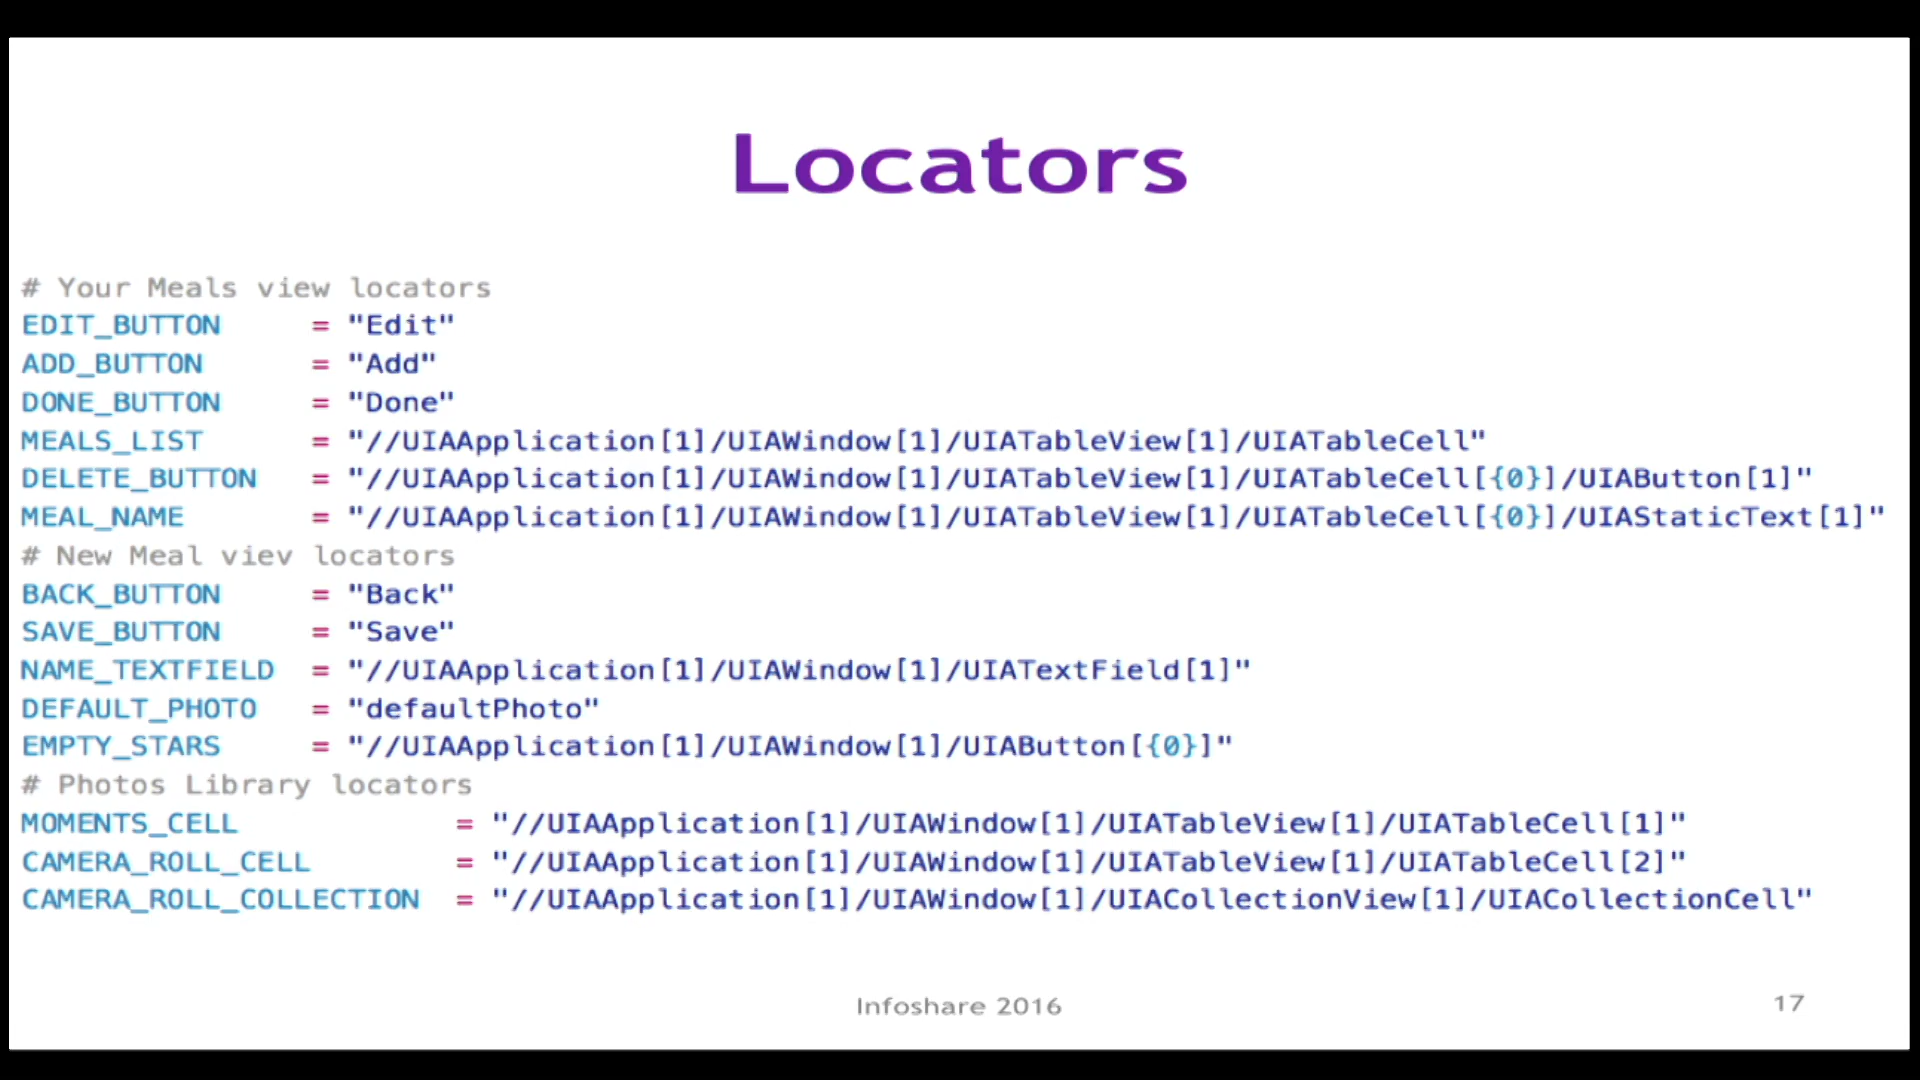 Locators
# Your Meals view locators
EDIT_BUTTON = "Edit"
ADD_BUTTON = "Add"
DONE_BUTTON = "Done"
MEALS_LIST = "//UIAApplication[1]/UIAWindow[1]/UIATableView[1]/UIATableCell"
DELETE_BUTTON = "//UIAApplication[1]/UIAWindow[1]/UIATableView[1]/UIATableCell[{0}]/UIAButton[1]"
MEAL_NAME = "//UIAApplication[1]/UIAWindow[1]/UIATableView[1]/UIATableCell[{0}]/UIAStaticText[1]"
# New Meal viev locators
BACK_BUTTON = "Back"
SAVE_BUTTON = "Save"
NAME_TEXTFIELD = "//UIAApplication[1]/UIAWindow[1]/UIATextField[1]"
DEFAULT_PHOTO = "defaultPhoto"
EMPTY_STARS = "//UIAApplication[1]/UIAWindow[1]/UIAButton[{0}]"
# Photos Library locators
MOMENTS_CELL = "//UIAApplication[1]/UIAWindow[1]/UIATableView[1]/UIATableCell[1]"
CAMERA_ROLL_CELL = "//UIAApplication[1]/UIAWindow[1]/UIATableView[1]/UIATableCell[2]"
CAMERA_ROLL_COLLECTION = "//UIAApplication[1]/UIAWindow[1]/UIACollectionView[1]/UIACollectionCell"
Infoshare 2016
17